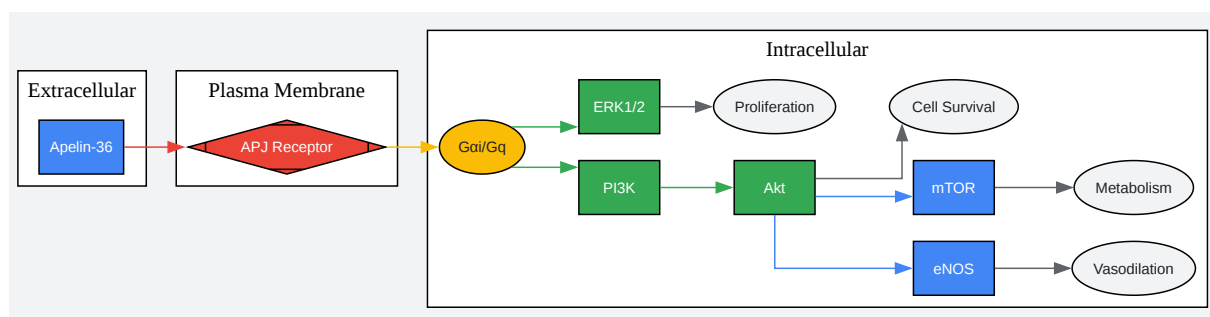 Extracellular
Apelin-36
Plasma Membrane
APJ Receptor
Intracellular
Gαi/Gq
ERK1/2
Proliferation
Cell Survival
PI3K
Akt
mTOR
Metabolism
eNOS
Vasodilation